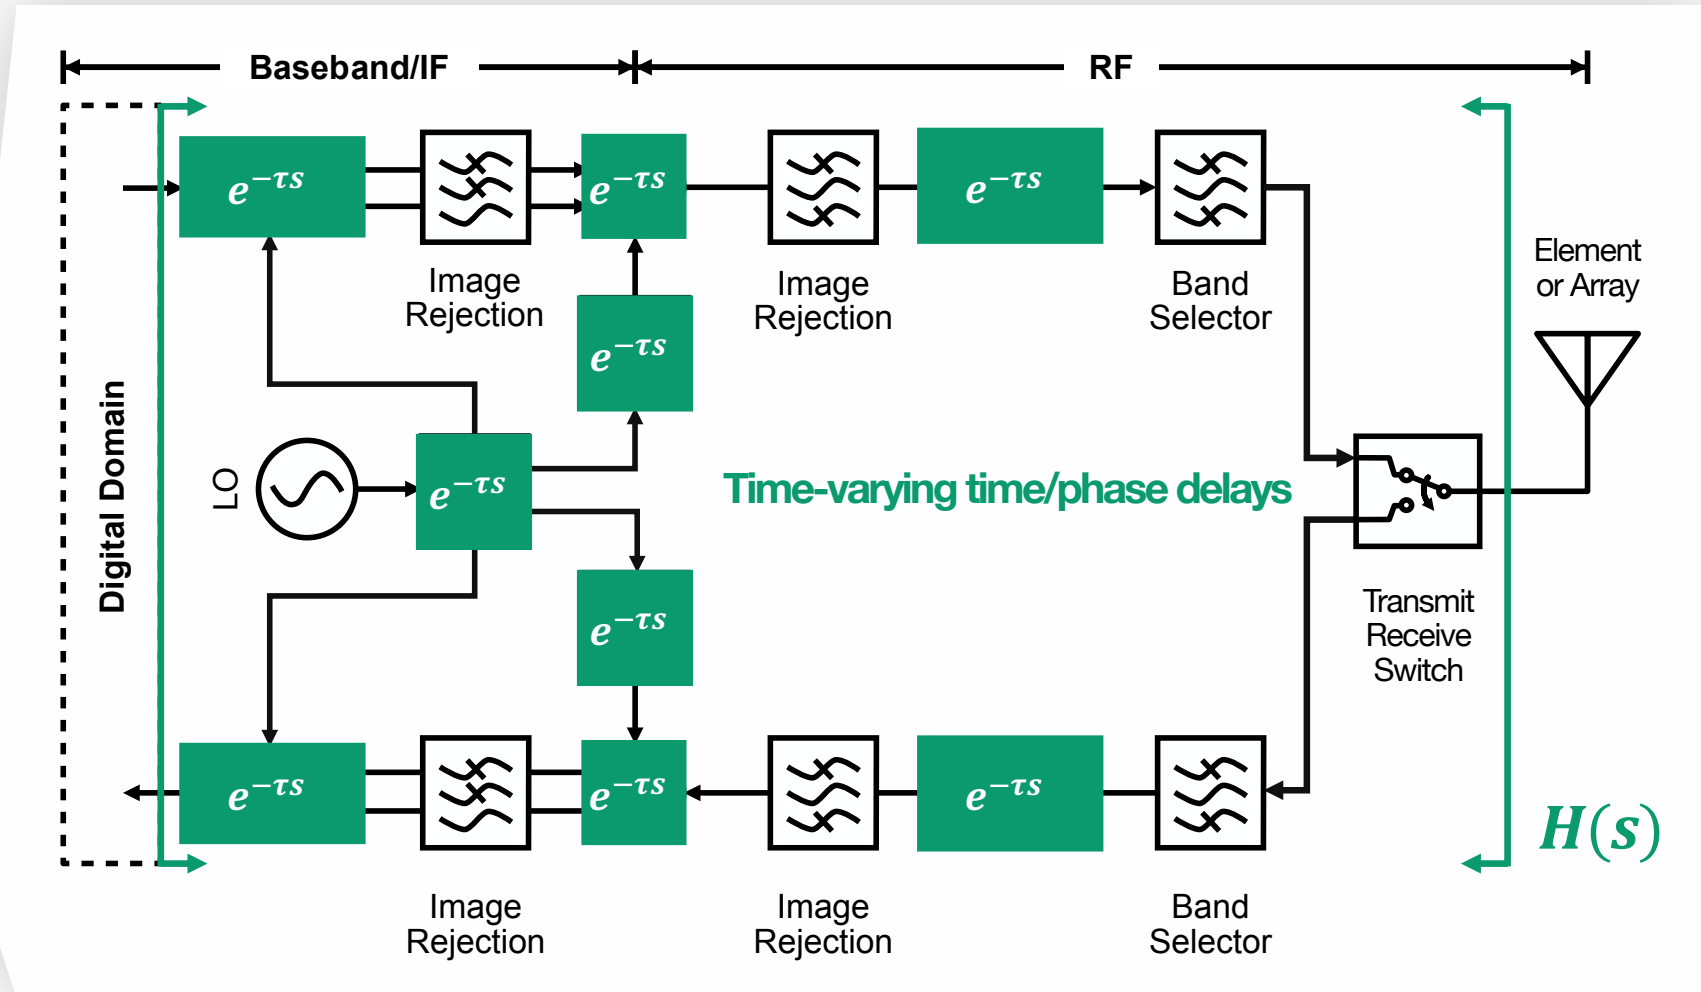 Baseband/IF
RF
e^{-τs}
e^{-τs}
e^{-τs}
Image
Rejection
Image
Rejection
Band
Selector
Element
or Array
e^{-τs}
Digital Domain
LO
e^{-τs}
Time-varying time/phase delays
e^{-τs}
Transmit
Receive
Switch
e^{-τs}
e^{-τs}
e^{-τs}
H(s)
Image
Rejection
Image
Rejection
Band
Selector